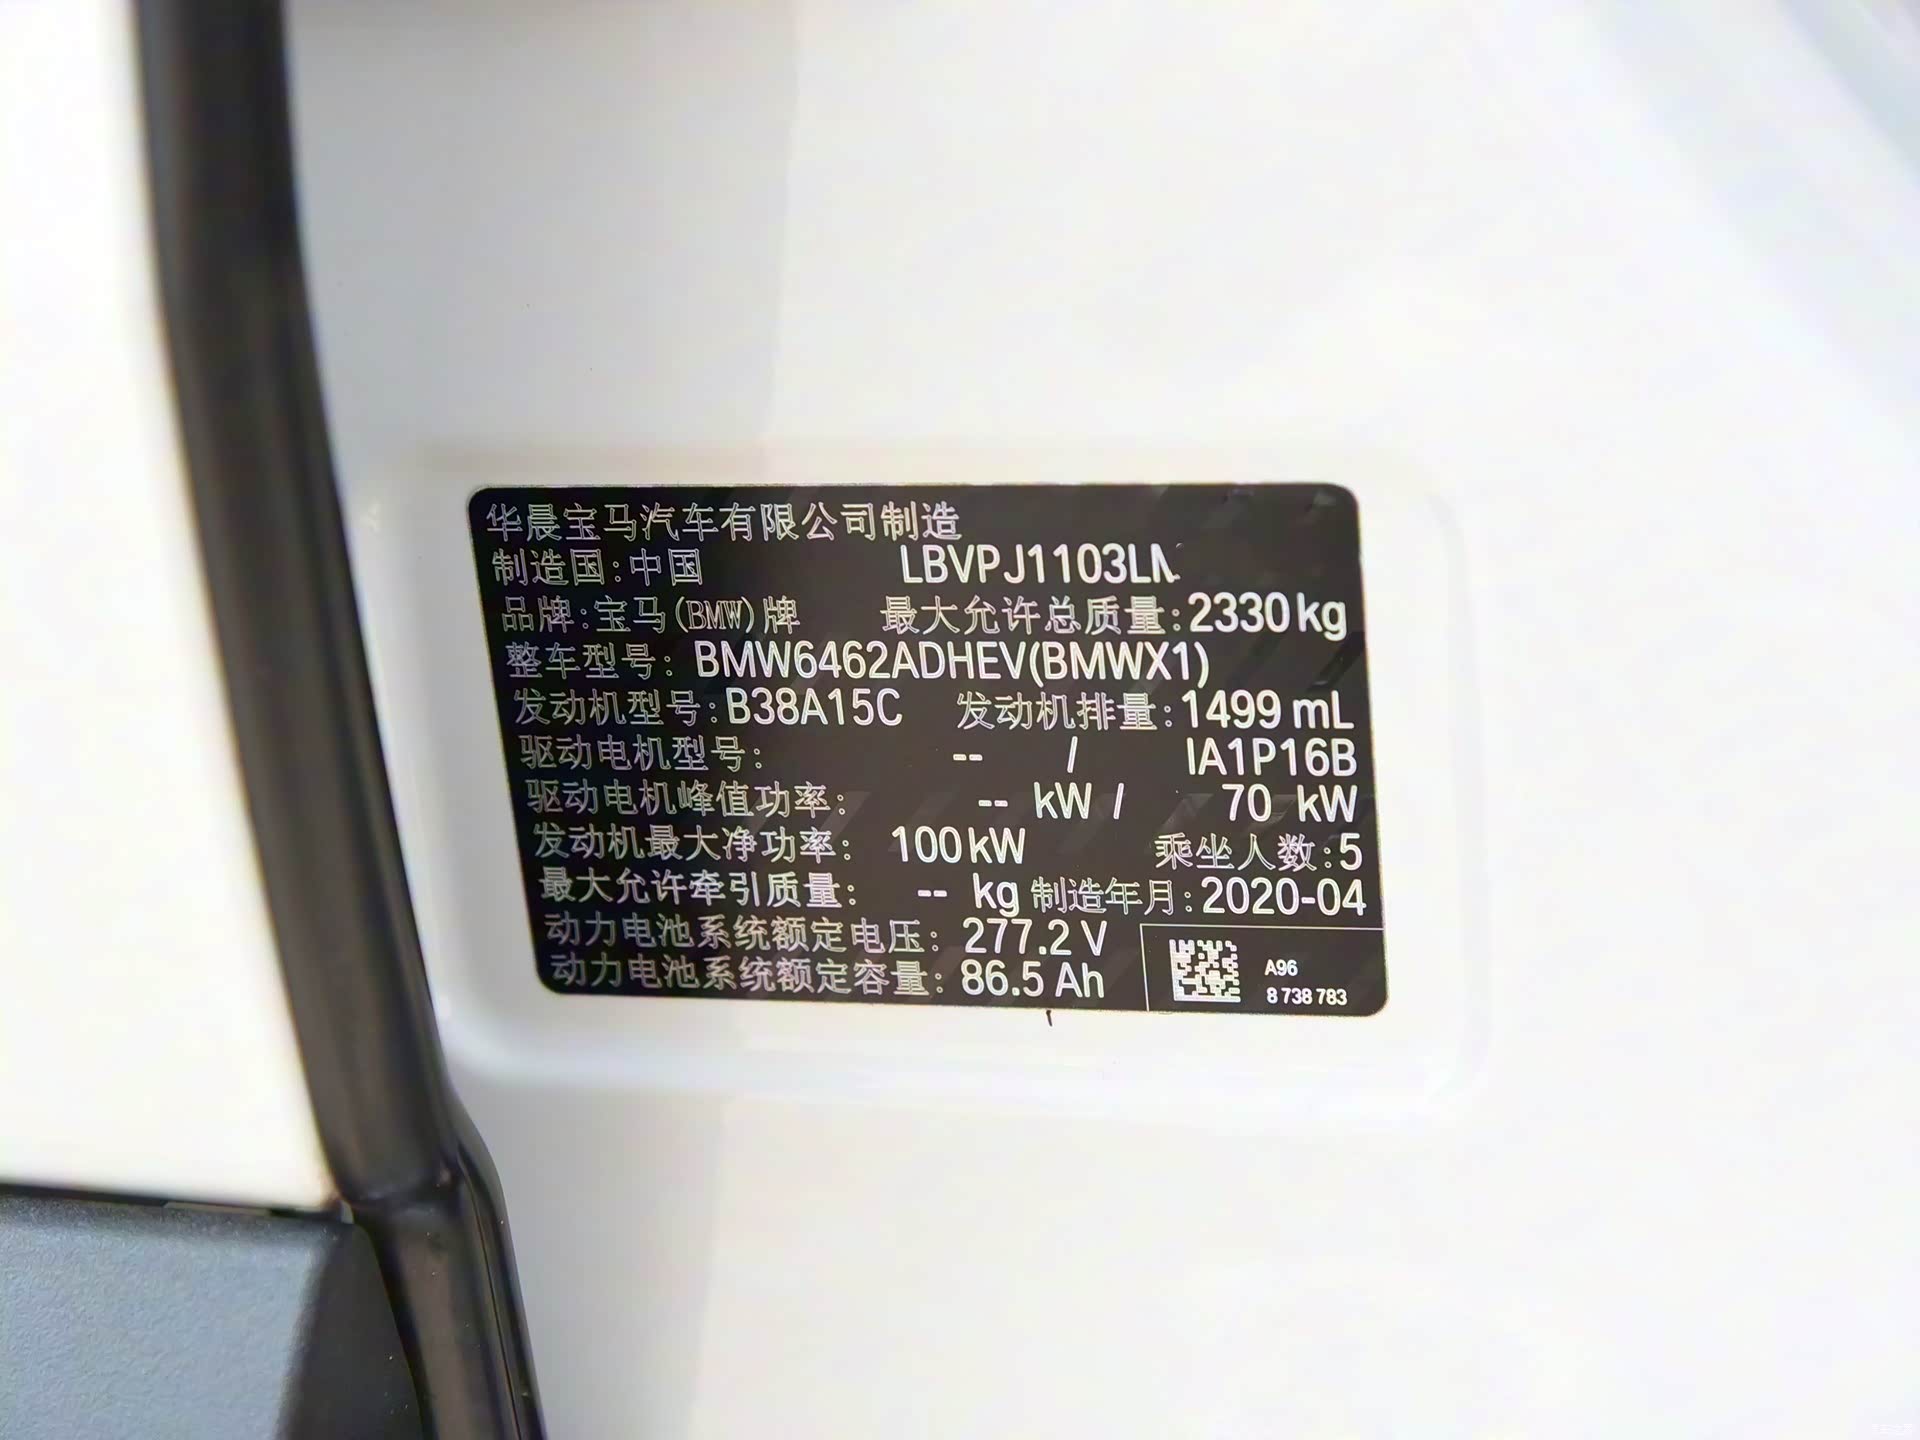 华晨宝马汽车有限公司制造
制造国:中国 LBVPJ1103L
品牌:宝马(BMW)牌 最大允许总质量:2330kg
整车型号: BMW6462ADHEV(BMWX1)
发动机型号:B38A15C 发动机排量:1499 mL
驱动电机型号: -- / IA1P16B
驱动电机峰值功率: -- kW / 70 kW
发动机最大净功率: 100kW 乘坐人数:5
最大允许牵引质量: -- kg 制造年月:2020-04
动力电池系统额定电压: 277.2 V
动力电池系统额定容量: 86.5 Ah
A96
8 738 783